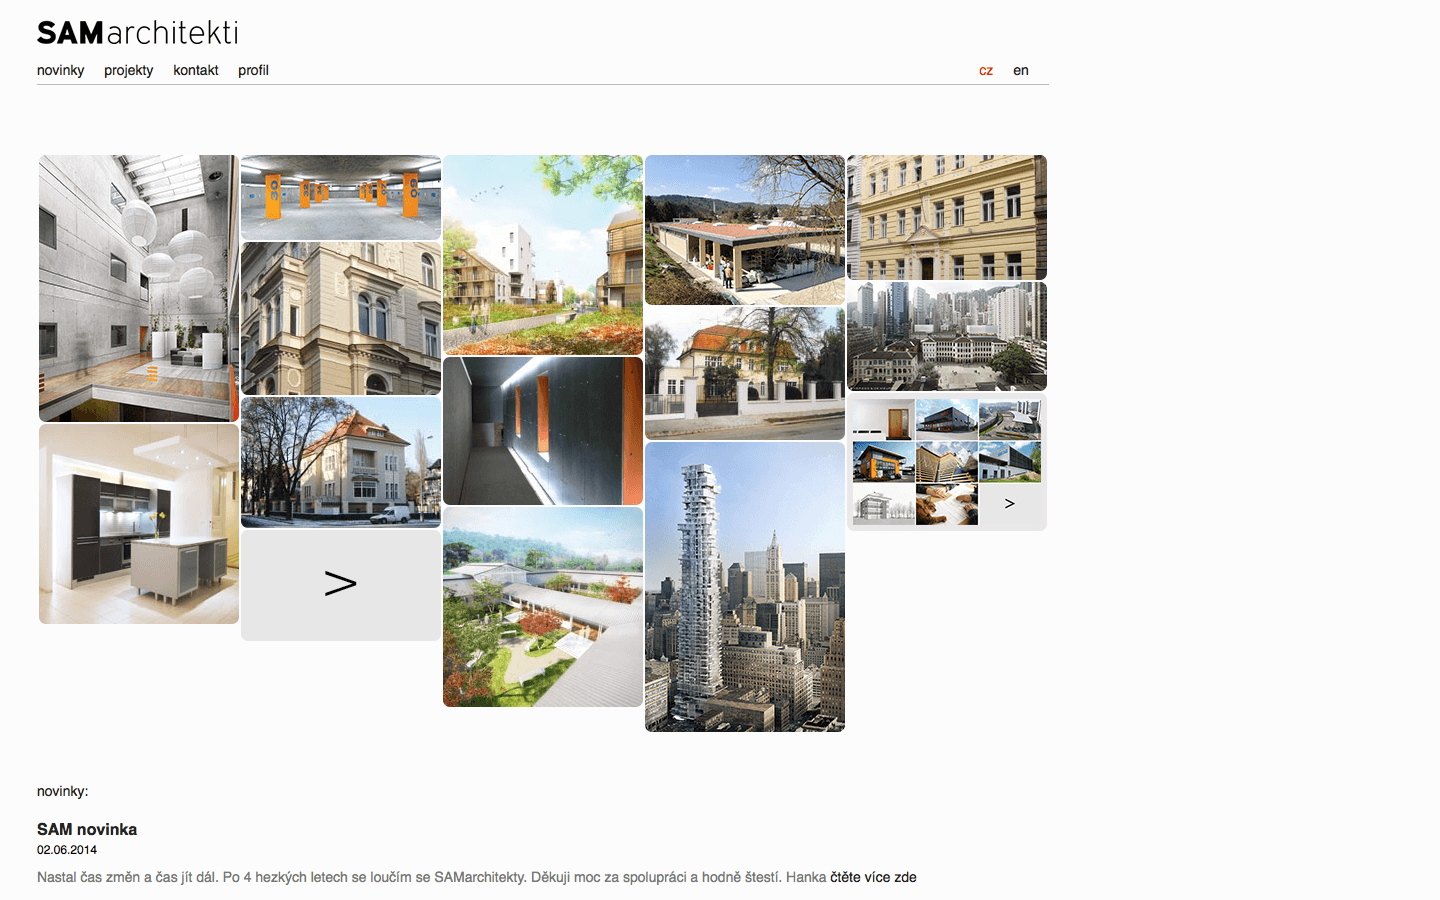 SAMarchitekti
novinky projekty kontakt profil cz en
>
>
novinky:
SAM novinka
02.06.2014
Nastal čas změn a čas jít dál. Po 4 hezkých letech se loučím se SAMarchitekty. Děkuji moc za spolupráci a hodně štestí. Hanka čtěte více zde